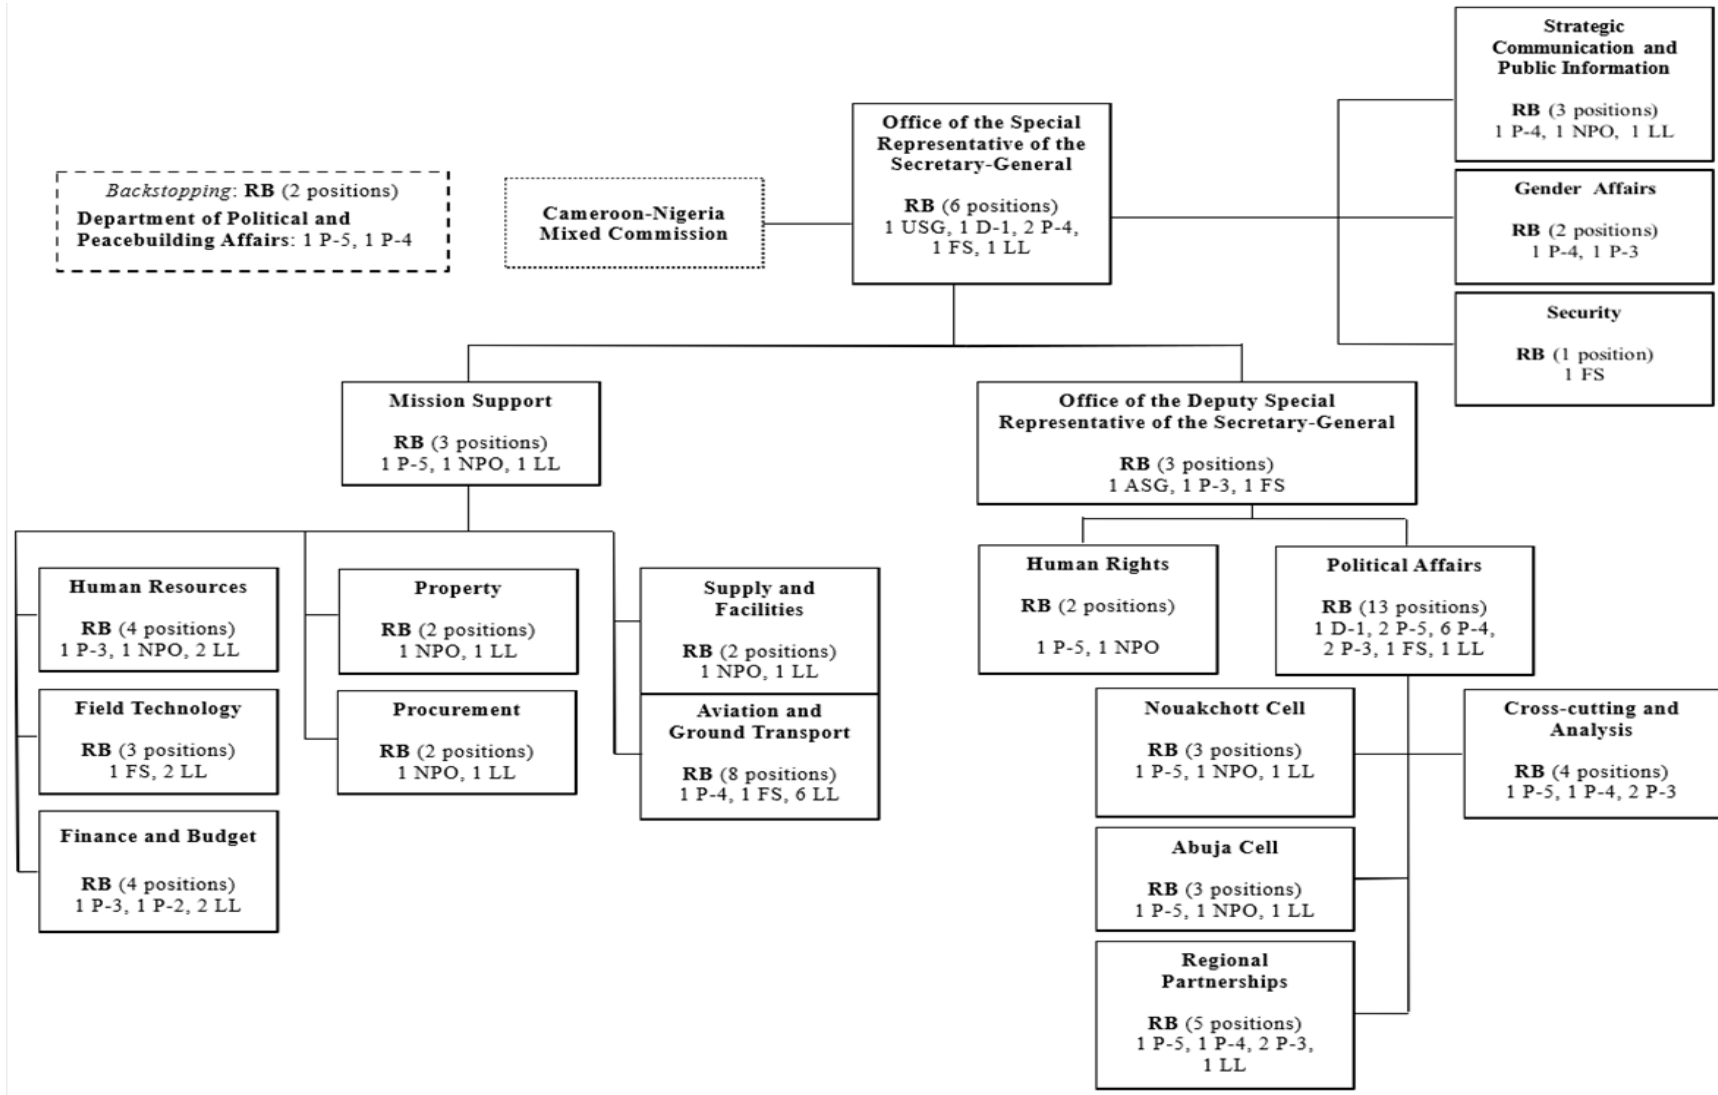 Strategic
Communication and
Public Information
RB (3 positions)
1 P-4, 1 NPO, 1 LL
Office of the Special
Representative of the
Secretary-General
RB (6 positions)
1 USG, 1 D-1, 2 P-4,
1 FS, 1 LL
Backstopping: RB (2 positions)
Department of Political and
Peacebuilding Affairs: 1 P-5, 1 P-4
Cameroon-Nigeria
Mixed Commission
Gender Affairs
RB (2 positions)
1 P-4, 1 P-3
Security
RB (1 position)
1 FS
Mission Support
RB (3 positions)
1 P-5, 1 NPO, 1 LL
Office of the Deputy Special
Representative of the Secretary-General
RB (3 positions)
1 ASG, 1 P-3, 1 FS
Human Resources
RB (4 positions)
1 P-3, 1 NPO, 2 LL
Property
RB (2 positions)
1 NPO, 1 LL
Supply and
Facilities
RB (2 positions)
1 NPO, 1 LL
Human Rights
RB (2 positions)
1 P-5, 1 NPO
Political Affairs
RB (13 positions)
1 D-1, 2 P-5, 6 P-4,
2 P-3, 1 FS, 1 LL
Field Technology
RB (3 positions)
1 FS, 2 LL
Procurement
RB (2 positions)
1 NPO, 1 LL
Aviation and
Ground Transport
RB (8 positions)
1 P-4, 1 FS, 6 LL
Nouakchott Cell
RB (3 positions)
1 P-5, 1 NPO, 1 LL
Cross-cutting and
Analysis
RB (4 positions)
1 P-5, 1 P-4, 2 P-3
Finance and Budget
RB (4 positions)
1 P-3, 1 P-2, 2 LL
Abuja Cell
RB (3 positions)
1 P-5, 1 NPO, 1 LL
Regional
Partnerships
RB (5 positions)
1 P-5, 1 P-4, 2 P-3,
1 LL